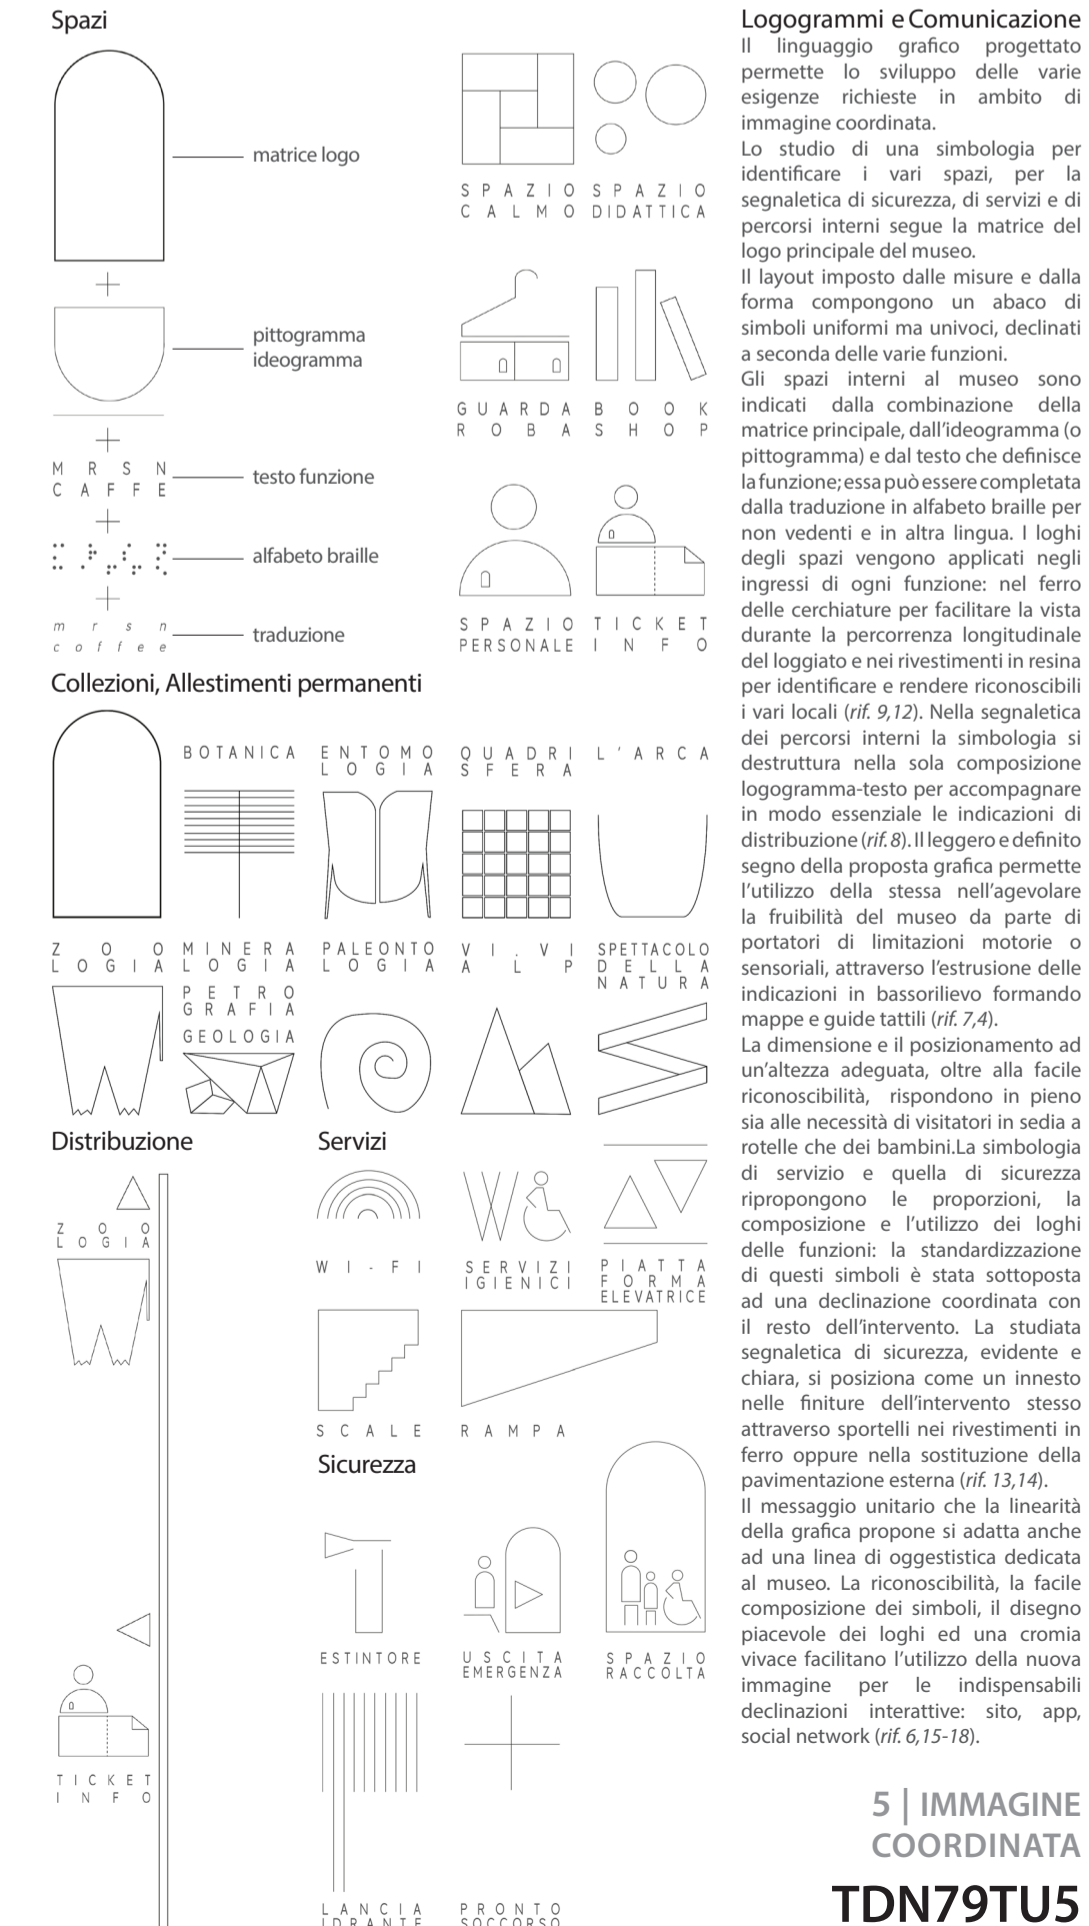 Spazi
matrice logo
pittogramma
ideogramma
M R S N
C A F F E
testo funzione
alfabeto braille
m r s n
c o f f e e
traduzione
S P A Z I O
C A L M O
S P A Z I O
DIDATTICA
G U A R D A
R O B A
B O O K
S H O P
S P A Z I O
PERSONALE
T I C K E T
I N F O
Collezioni, Allestimenti permanenti
BOTANICA
E N T O M O
L O G I A
Q U A D R I
S F E R A
L ' A R C A
Z O O
L O G I A
M I N E R A
L O G I A
P E T R O
GRAFIA
GEOLOGIA
PALEONTO
L O G I A
V I . V I
A L P
SPETTACOLO
D E L L A
N A T U R A
Distribuzione
Z O O
L O G I A
T I C K E T
I N F O
Servizi
W I - F I
S E R V I Z I
IGIENICI
P I A T T A
F O R M A
ELEVATRICE
S C A L E
R A M P A
Sicurezza
ESTINTORE
U S C I T A
EMERGENZA
S P A Z I O
RACCOLTA
L A N C I A
IDRANTE
P R O N T O
SOCCORSO
Logogrammi e Comunicazione
Il linguaggio grafico progettato
permette lo sviluppo delle varie
esigenze richieste in ambito di
immagine coordinata.
Lo studio di una simbologia per
identificare i vari spazi, per la
segnaletica di sicurezza, di servizi e di
percorsi interni segue la matrice del
logo principale del museo.
Il layout imposto dalle misure e dalla
forma compongono un abaco di
simboli uniformi ma univoci, declinati
a seconda delle varie funzioni.
Gli spazi interni al museo sono
indicati dalla combinazione della
matrice principale, dall'ideogramma (o
pittogramma) e dal testo che definisce
la funzione; essa può essere completata
dalla traduzione in alfabeto braille per
non vedenti e in altra lingua. I loghi
degli spazi vengono applicati negli
ingressi di ogni funzione: nel ferro
delle cerchiature per facilitare la vista
durante la percorrenza longitudinale
del loggiato e nei rivestimenti in resina
per identificare e rendere riconoscibili
i vari locali (rif. 9,12). Nella segnaletica
dei percorsi interni la simbologia si
destruttura nella sola composizione
logogramma-testo per accompagnare
in modo essenziale le indicazioni di
distribuzione (rif. 8). Il leggero e definito
segno della proposta grafica permette
l'utilizzo della stessa nell'agevolare
la fruibilità del museo da parte di
portatori di limitazioni motorie o
sensoriali, attraverso l'estrusione delle
indicazioni in bassorilievo formando
mappe e guide tattili (rif. 7,4).
La dimensione e il posizionamento ad
un'altezza adeguata, oltre alla facile
riconoscibilità, rispondono in pieno
sia alle necessità di visitatori in sedia a
rotelle che dei bambini.La simbologia
di servizio e quella di sicurezza
ripropongono le proporzioni, la
composizione e l'utilizzo dei loghi
delle funzioni: la standardizzazione
di questi simboli è stata sottoposta
ad una declinazione coordinata con
il resto dell'intervento. La studiata
segnaletica di sicurezza, evidente e
chiara, si posiziona come un innesto
nelle finiture dell'intervento stesso
attraverso sportelli nei rivestimenti in
ferro oppure nella sostituzione della
pavimentazione esterna (rif. 13,14).
Il messaggio unitario che la linearità
della grafica propone si adatta anche
ad una linea di oggestistica dedicata
al museo. La riconoscibilità, la facile
composizione dei simboli, il disegno
piacevole dei loghi ed una cromia
vivace facilitano l'utilizzo della nuova
immagine per le indispensabili
declinazioni interattive: sito, app,
social network (rif. 6,15-18).
5 | IMMAGINE
COORDINATA
TDN79TU5